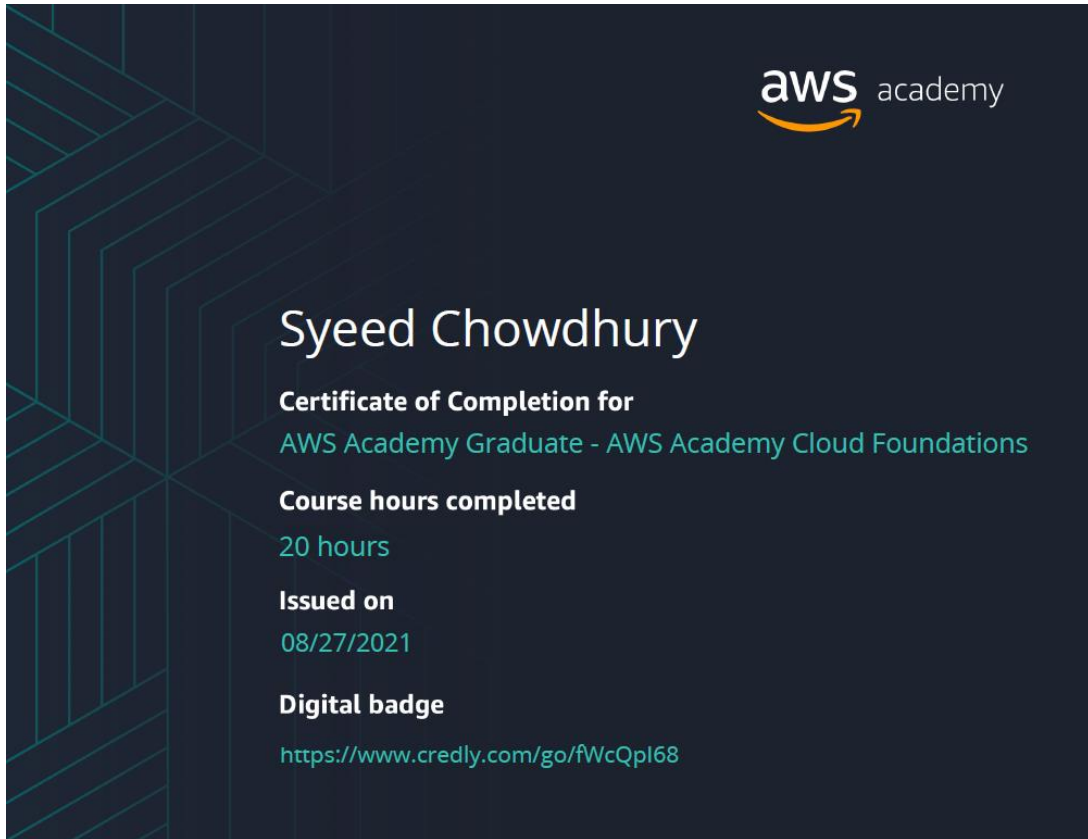 aws academy
Syeed Chowdhury
Certificate of Completion for
AWS Academy Graduate - AWS Academy Cloud Foundations
Course hours completed
20 hours
Issued on
08/27/2021
Digital badge
https://www.credly.com/go/fWcQpI68